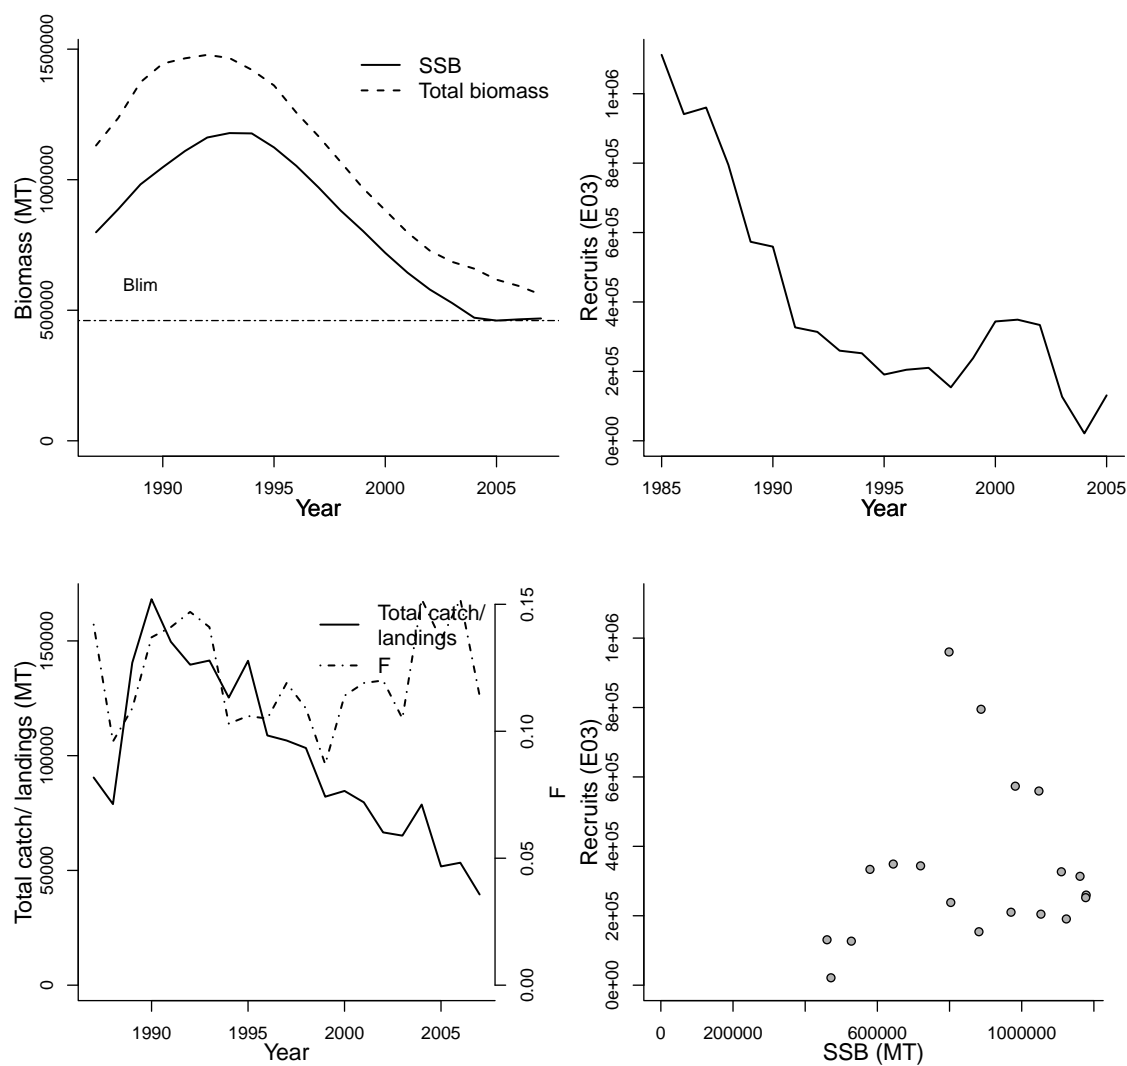 Biomass (MT)
0
500000
1000000
1500000
SSB
Total biomass
Blim
1990
1995
2000
2005
Year
Recruits (E03)
0e+00
2e+05
4e+05
6e+05
8e+05
1e+06
1985
1990
1995
2000
2005
Year
Total catch/ landings (MT)
0
50000
100000
150000
Total catch/
landings
F
0.00
0.05
0.10
0.15
F
1990
1995
2000
2005
Year
Recruits (E03)
0e+00
2e+05
4e+05
6e+05
8e+05
1e+06
0
200000
600000
1000000
SSB (MT)